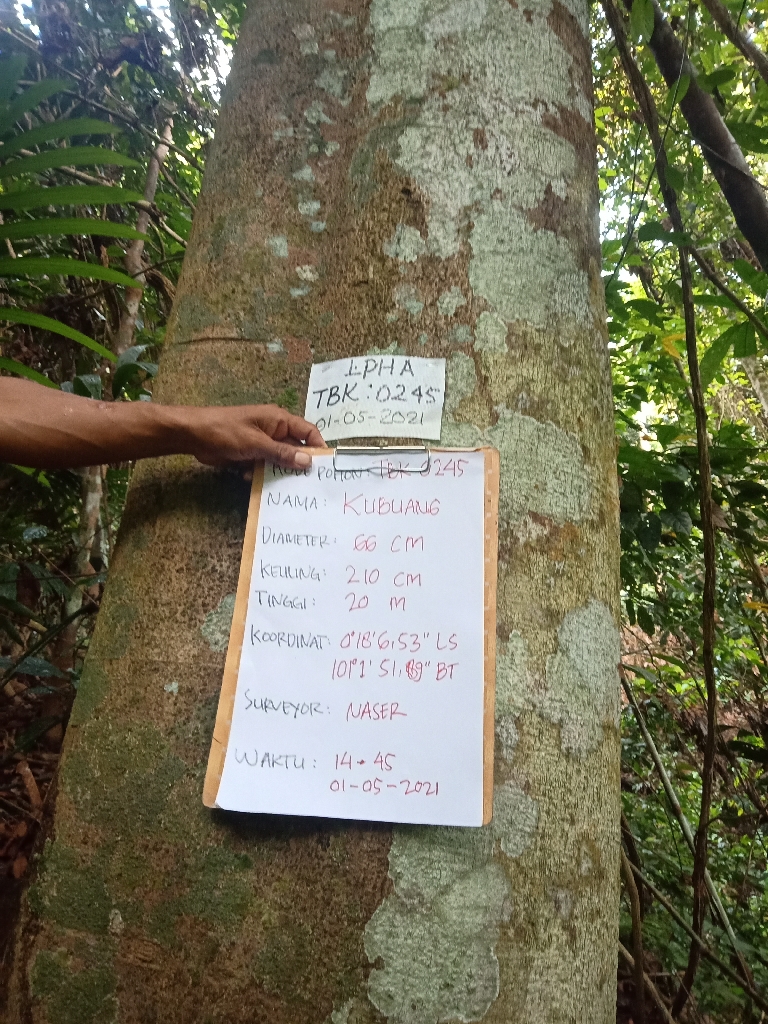 LPHA
TBK : 0245
01-05-2021
KODE POHON TBK 0245
NAMA : KUBUANG
DIAMETER : 66 CM
KELILING : 210 CM
TINGGI : 20 M
KOORDINAT : 0°18'6,53" LS
101°1' 51, 9" BT
SURVEYOR : NASER
WAKTU : 14 - 45
01-05-2021